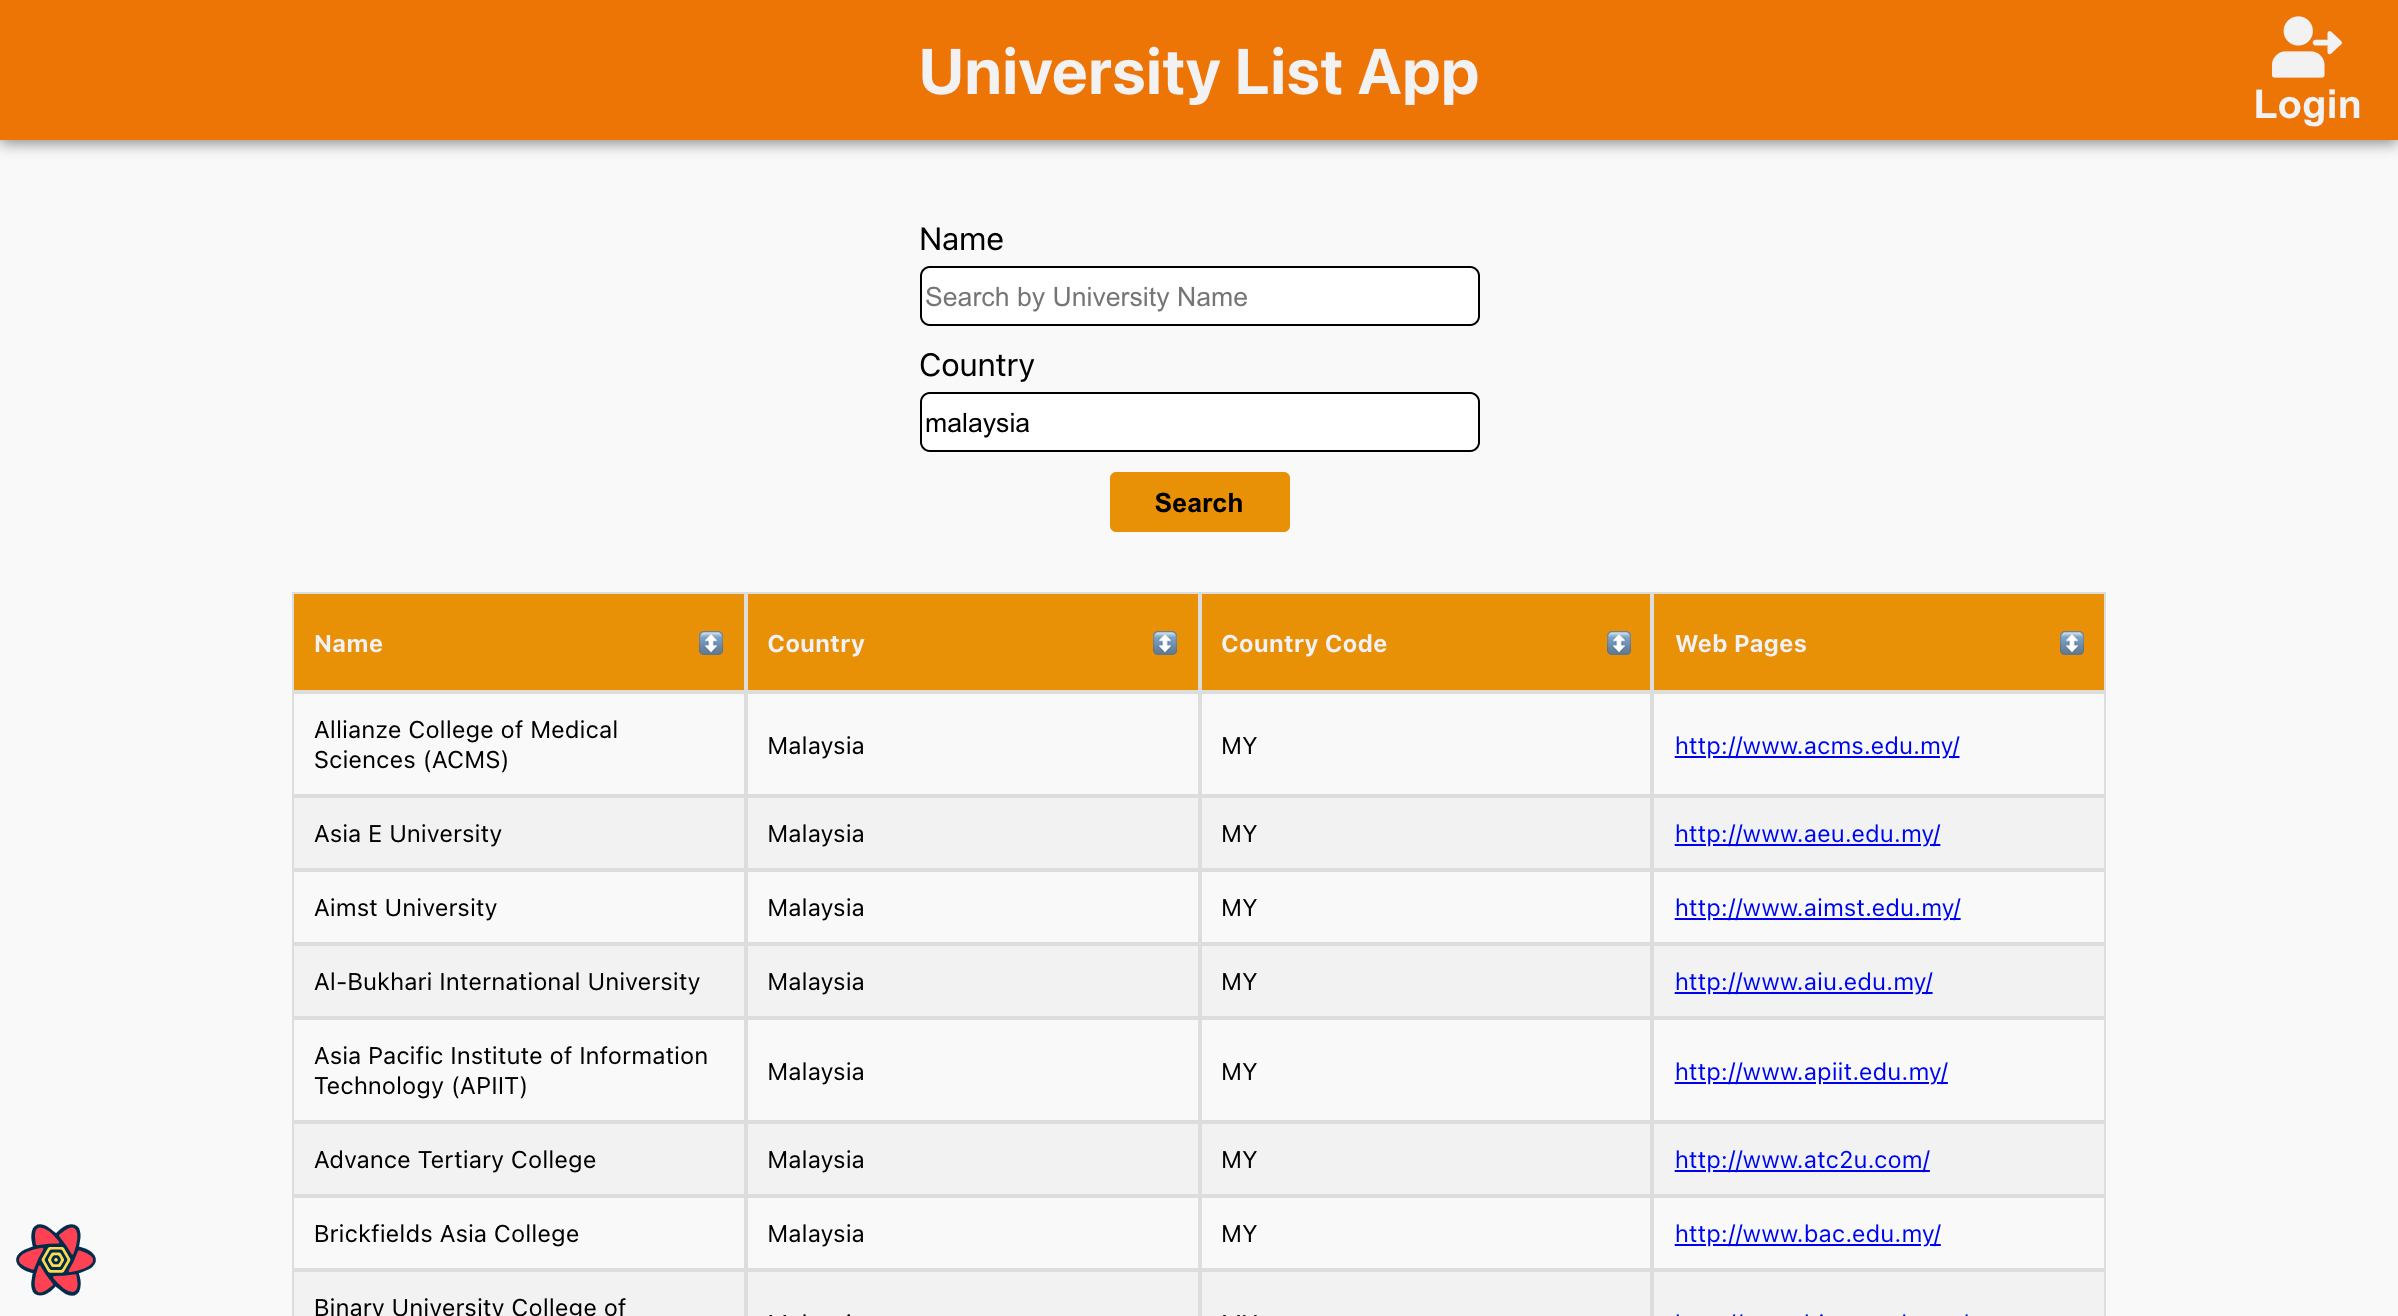 University List App
Login
Name
Search by University Name
Country
malaysia
Search
Name Country Country Code Web Pages
Allianze College of Medical
Sciences (ACMS)
Malaysia MY http://www.acms.edu.my/
Asia E University Malaysia MY http://www.aeu.edu.my/
Aimst University Malaysia MY http://www.aimst.edu.my/
Al-Bukhari International University Malaysia MY http://www.aiu.edu.my/
Asia Pacific Institute of Information
Technology (APIIT)
Malaysia MY http://www.apiit.edu.my/
Advance Tertiary College Malaysia MY http://www.atc2u.com/
Brickfields Asia College Malaysia MY http://www.bac.edu.my/
Binary University College of